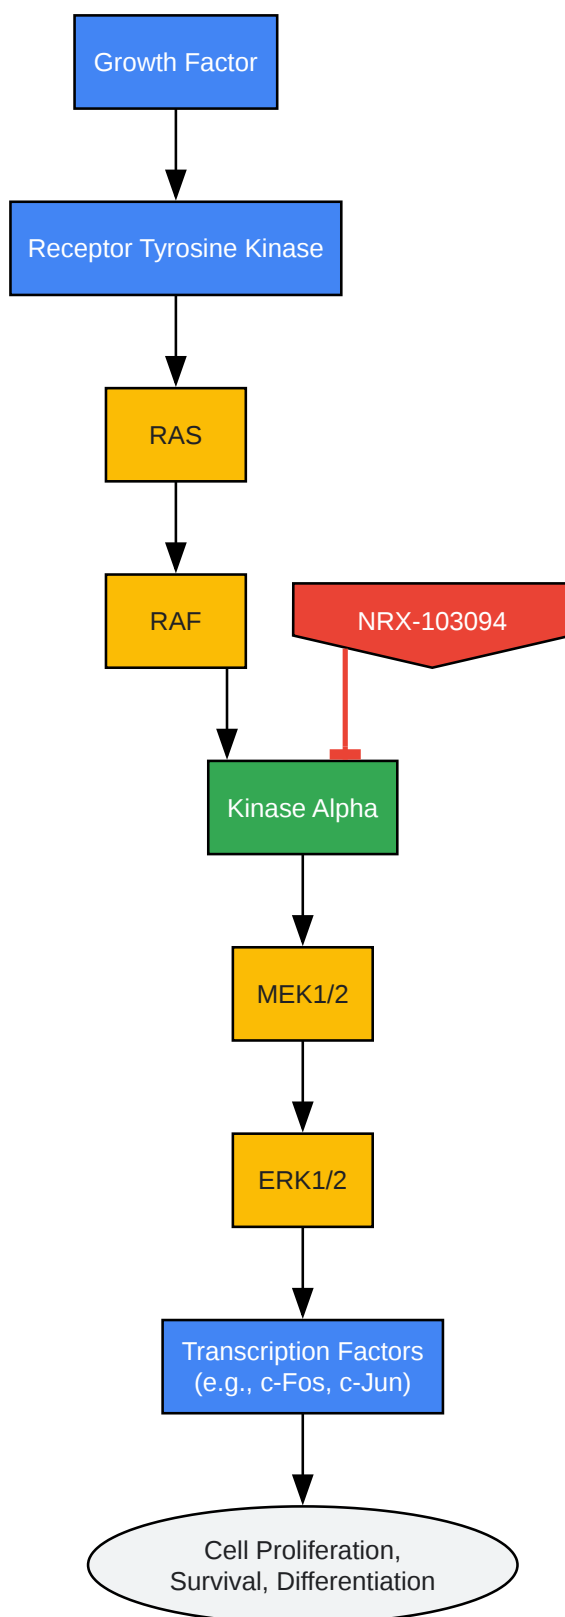 Growth Factor
Receptor Tyrosine Kinase
RAS
RAF
NRX-103094
Kinase Alpha
MEK1/2
ERK1/2
Transcription Factors
(e.g., c-Fos, c-Jun)
Cell Proliferation,
Survival, Differentiation